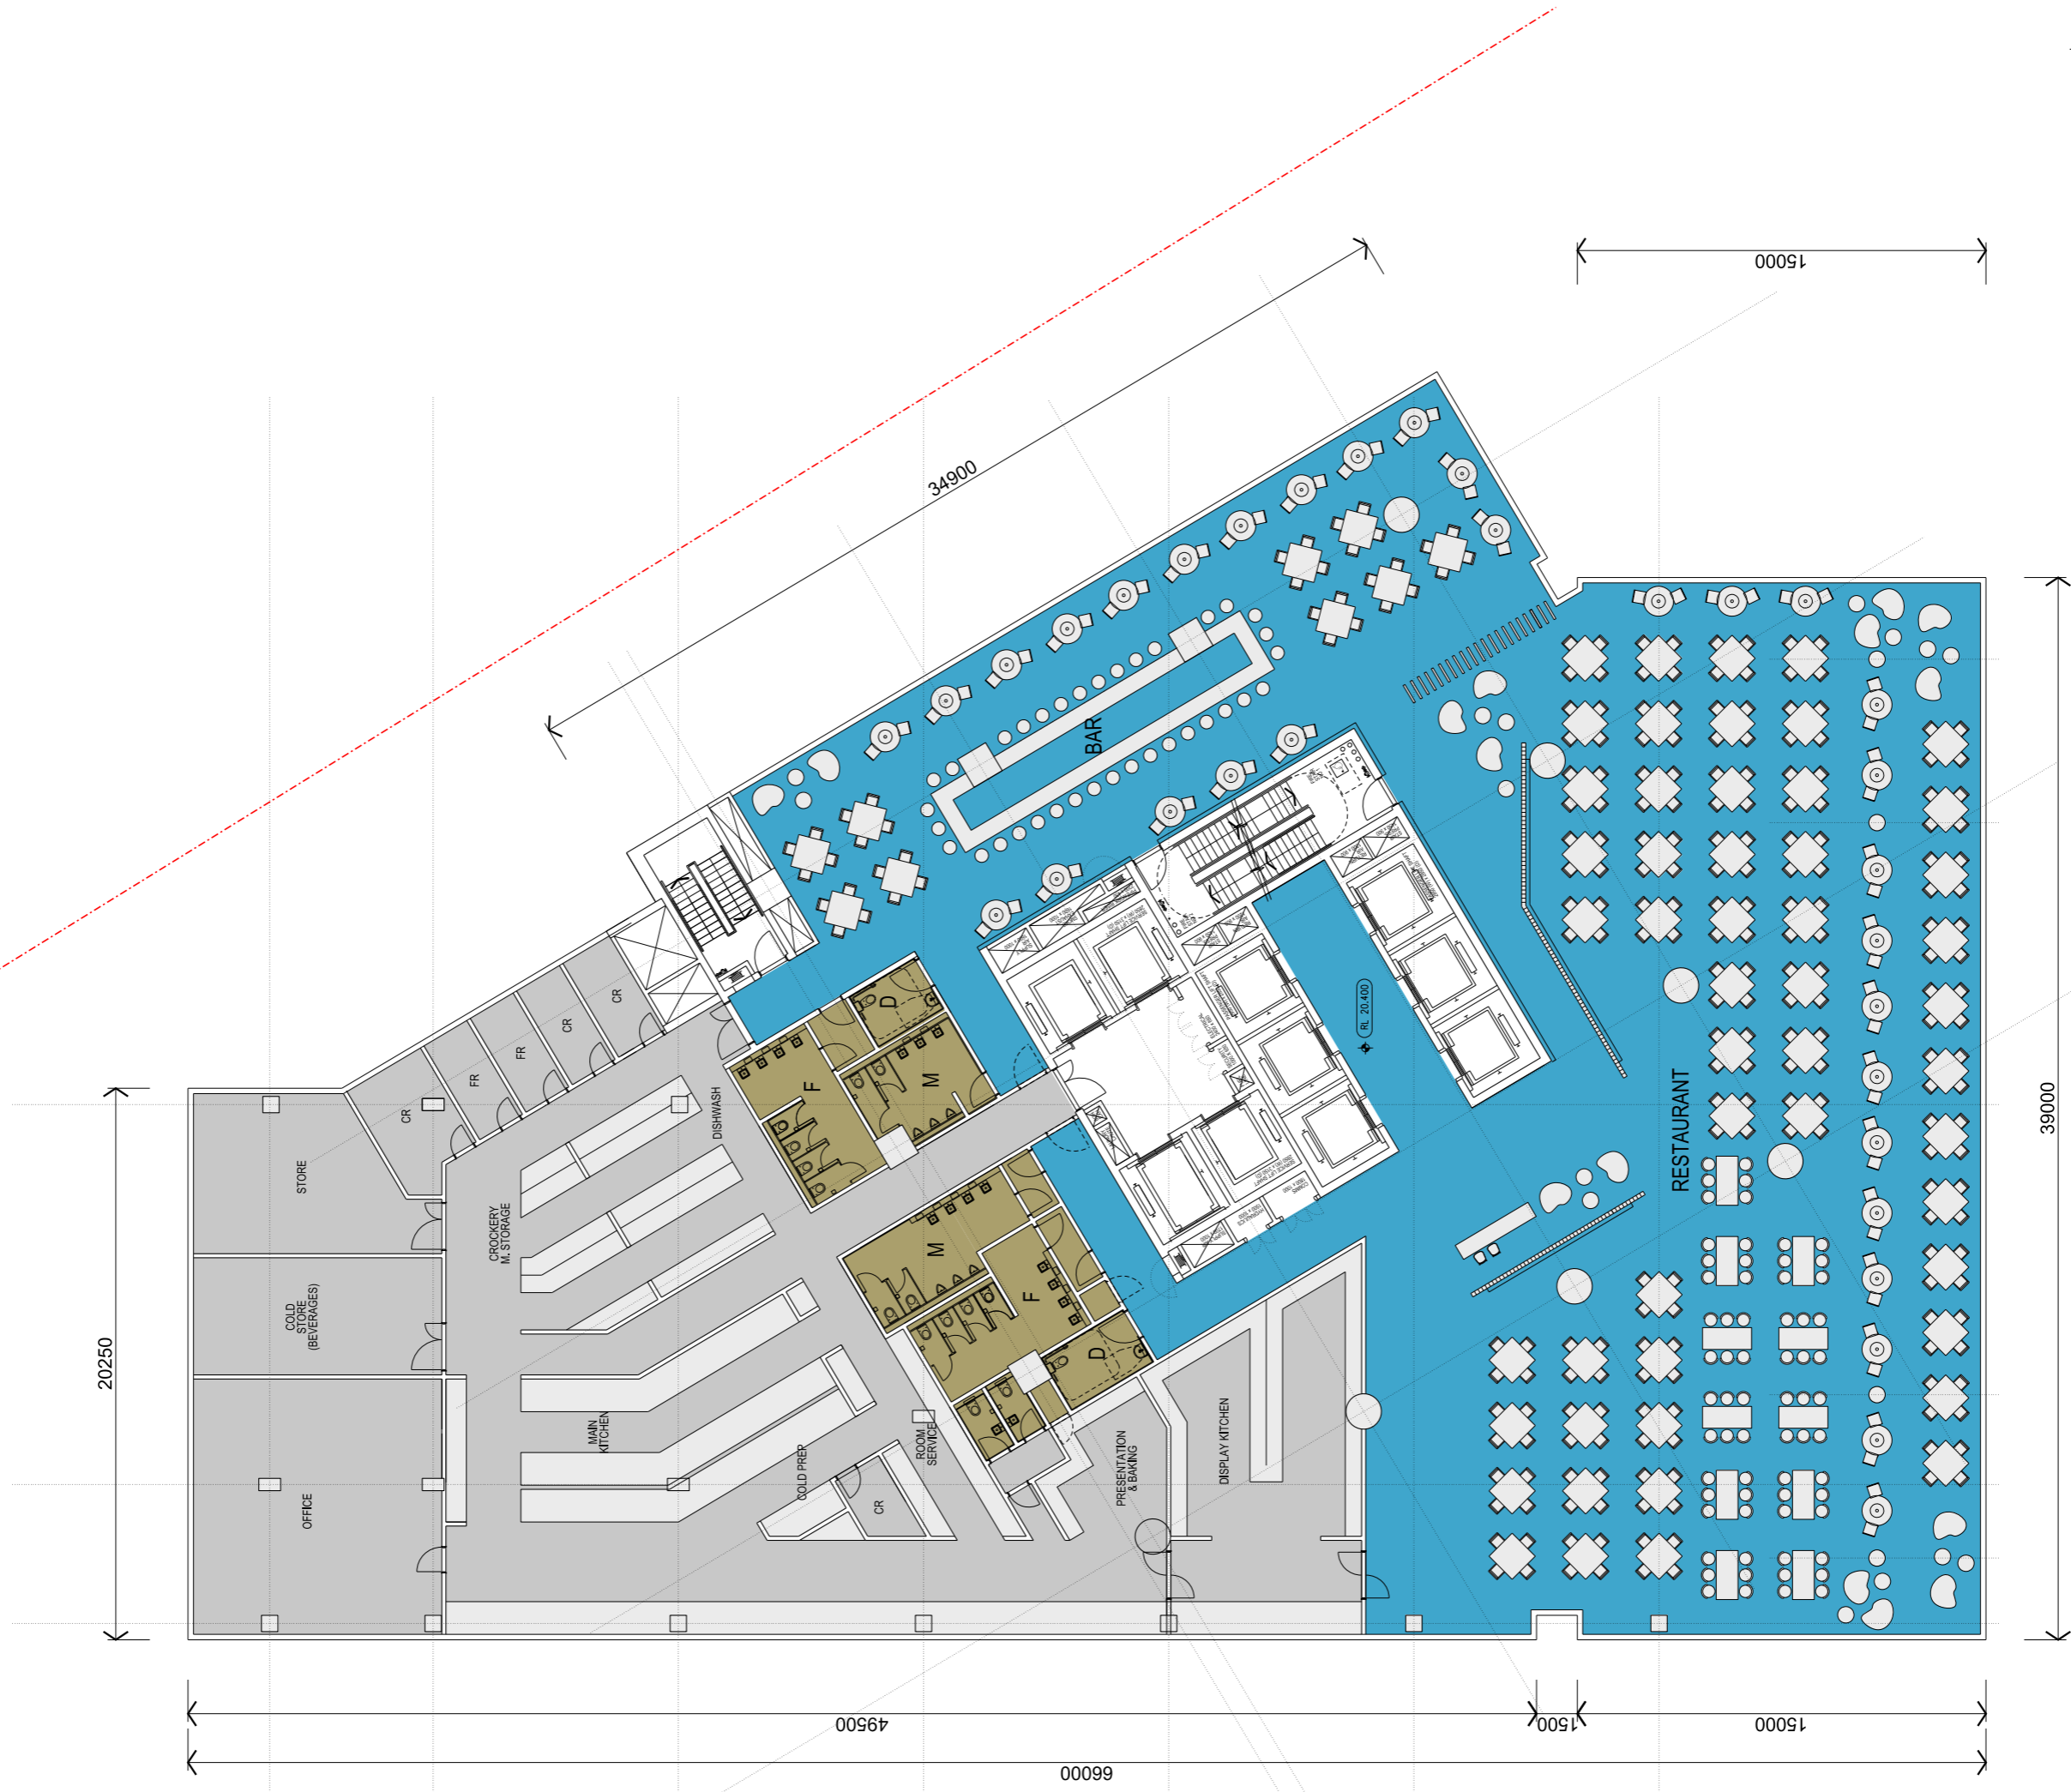 15000
34900
BAR
D
CR
CR
FR
FR
CR
M
F
DISHWASH
RL 20.400
RESTAURANT
39000
STORE
CROCKERY
M. STORAGE
COLD
STORE
(BEVERAGES)
20250
M
F
D
MAIN
KITCHEN
COLD PREP
ROOM
SERVICE
CR
PRESENTATION
& BAKING
DISPLAY KITCHEN
OFFICE
49500
1500
15000
66000